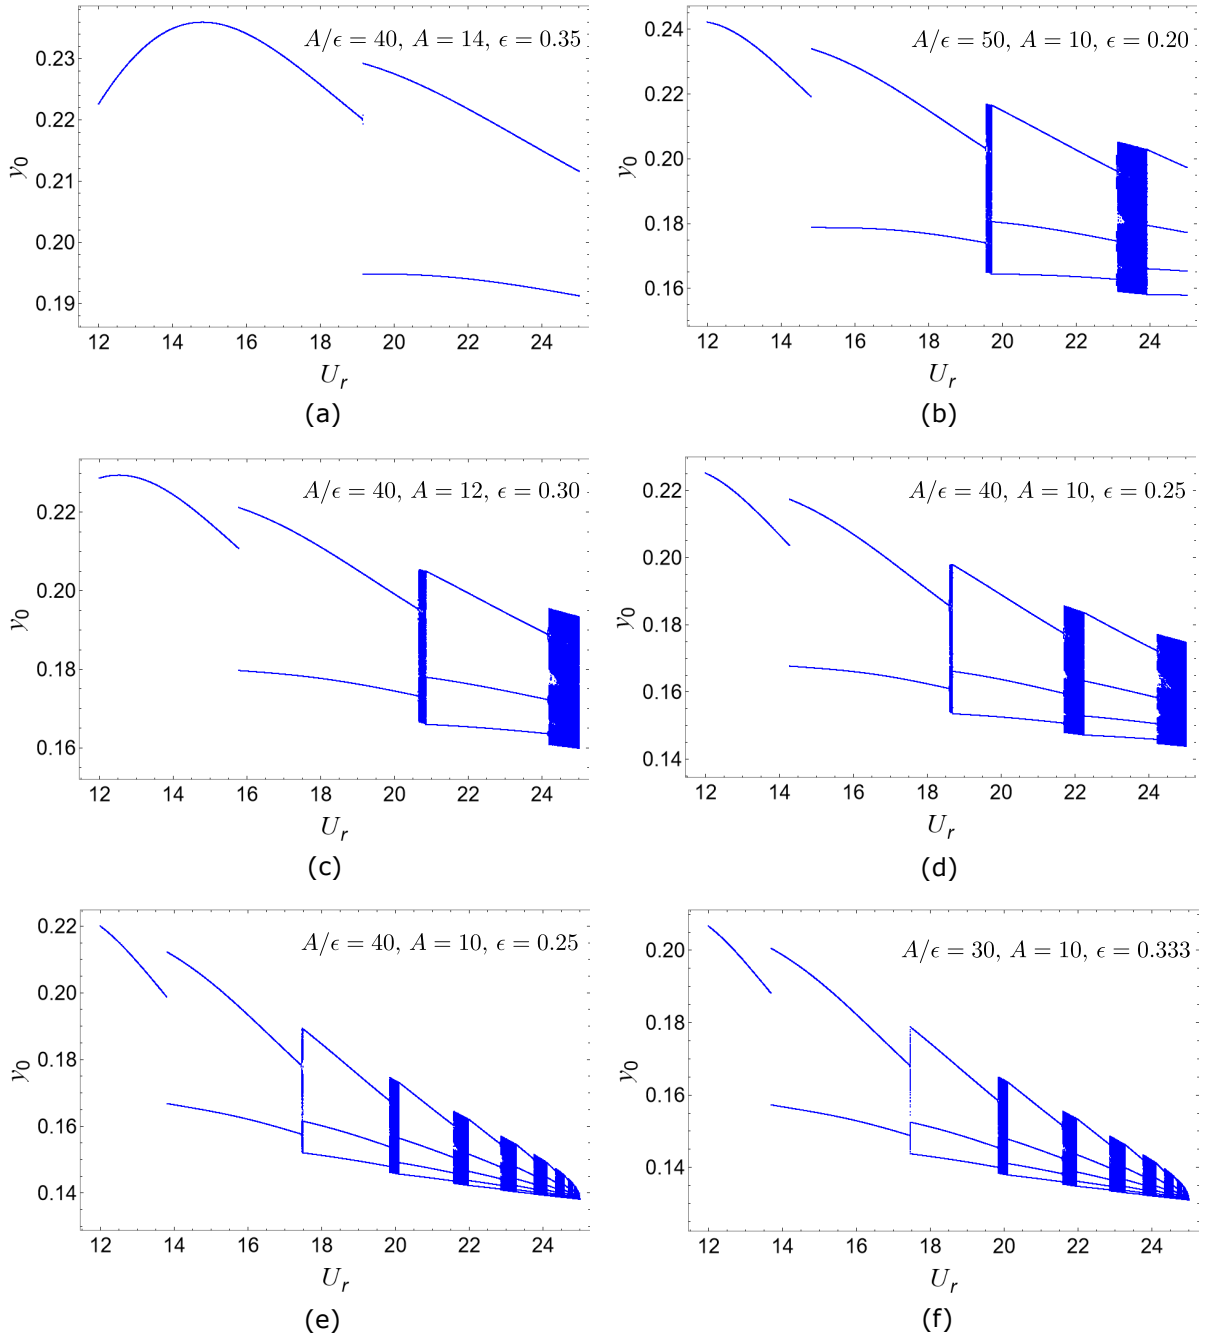 A/ϵ = 40, A = 14, ϵ = 0.35
0.23
0.22
0.21
0.20
0.19
y₀
12 14 16 18 20 22 24
Uᵣ
(a)
A/ϵ = 50, A = 10, ϵ = 0.20
0.24
0.22
0.20
0.18
0.16
y₀
12 14 16 18 20 22 24
Uᵣ
(b)
A/ϵ = 40, A = 12, ϵ = 0.30
0.22
0.20
0.18
0.16
y₀
12 14 16 18 20 22 24
Uᵣ
(c)
A/ϵ = 40, A = 10, ϵ = 0.25
0.22
0.20
0.18
0.16
0.14
y₀
12 14 16 18 20 22 24
Uᵣ
(d)
A/ϵ = 40, A = 10, ϵ = 0.25
0.22
0.20
0.18
0.16
0.14
y₀
12 14 16 18 20 22 24
Uᵣ
(e)
A/ϵ = 30, A = 10, ϵ = 0.333
0.20
0.18
0.16
0.14
y₀
12 14 16 18 20 22 24
Uᵣ
(f)